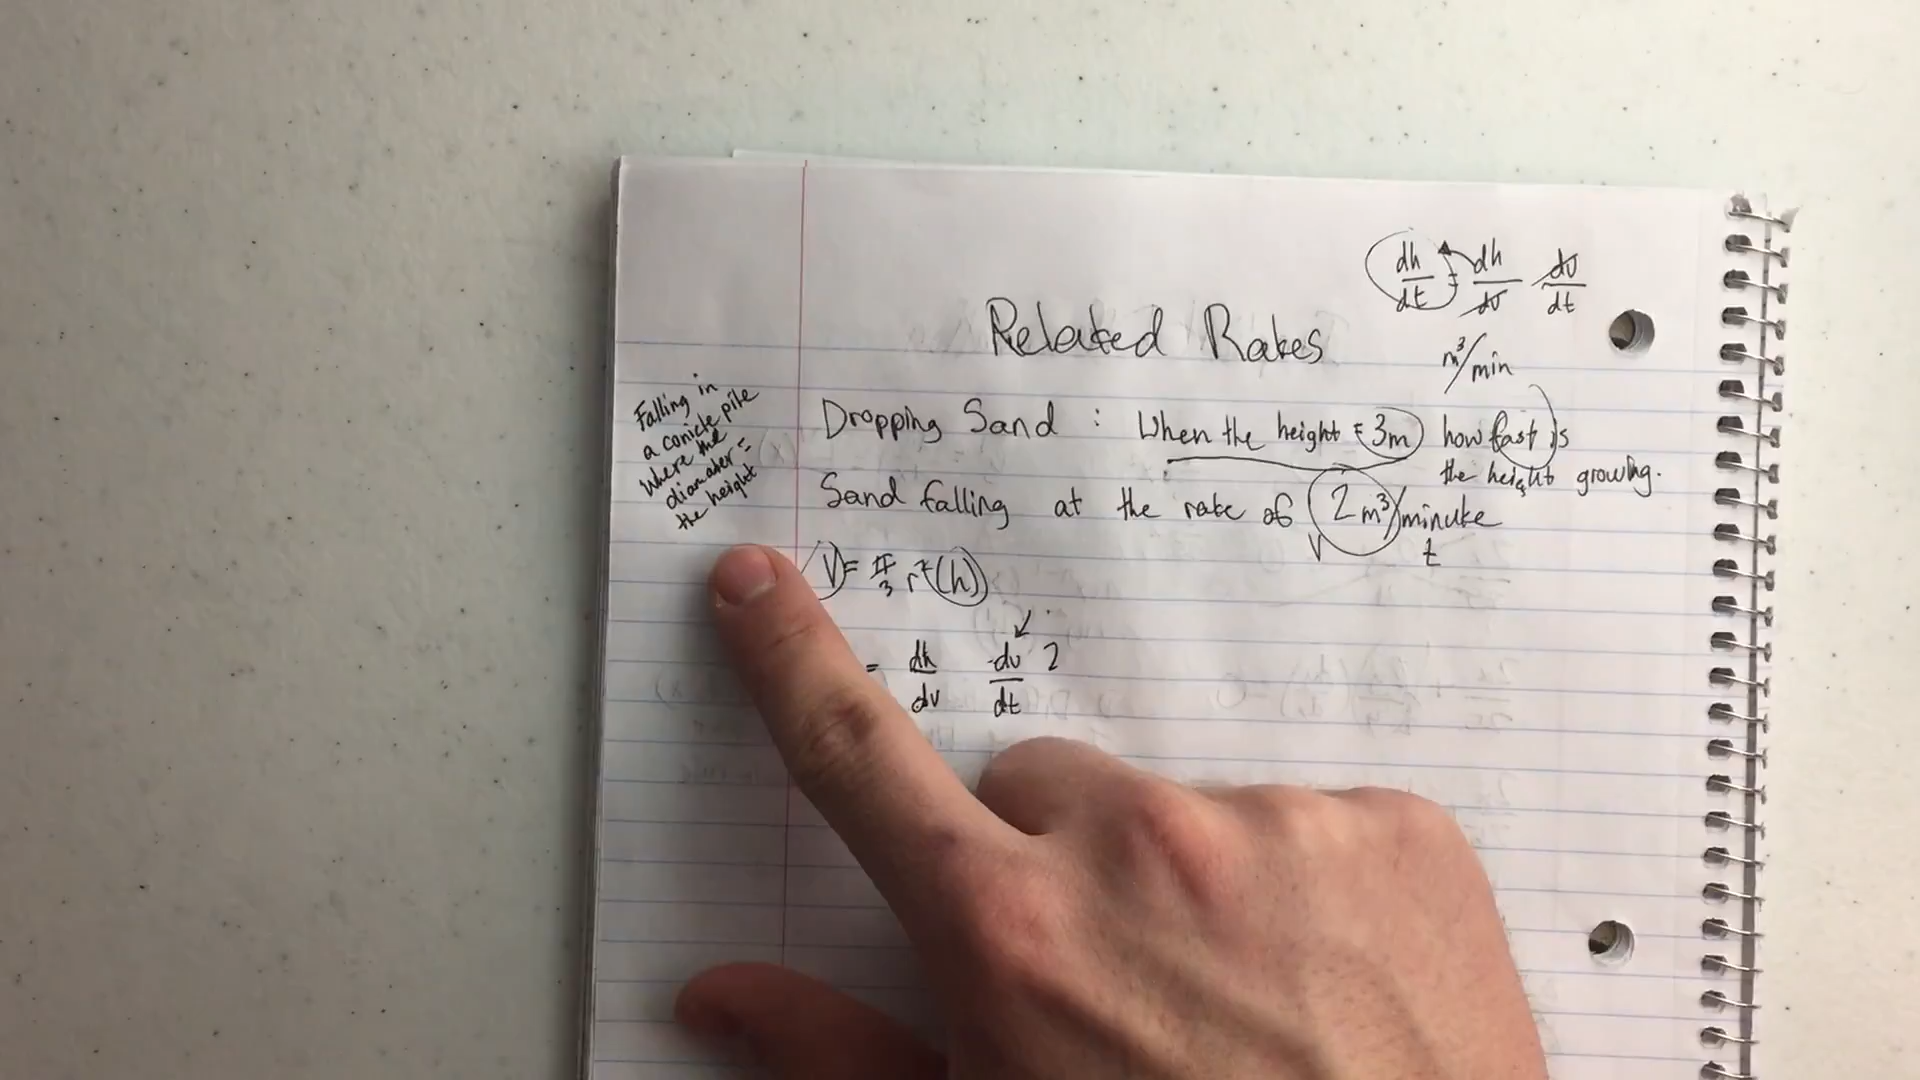 dh/dt = dh/dv dv/dt
Related Rates
m³/min
Falling in
a conicle pile
where the
diamater =
the height
Dropping Sand : When the height = 3m how fast is
the height growing.
Sand falling at the rate of 2m³/minute
V t
V = π/3 r²(h)
= dh/dv dv/dt 2